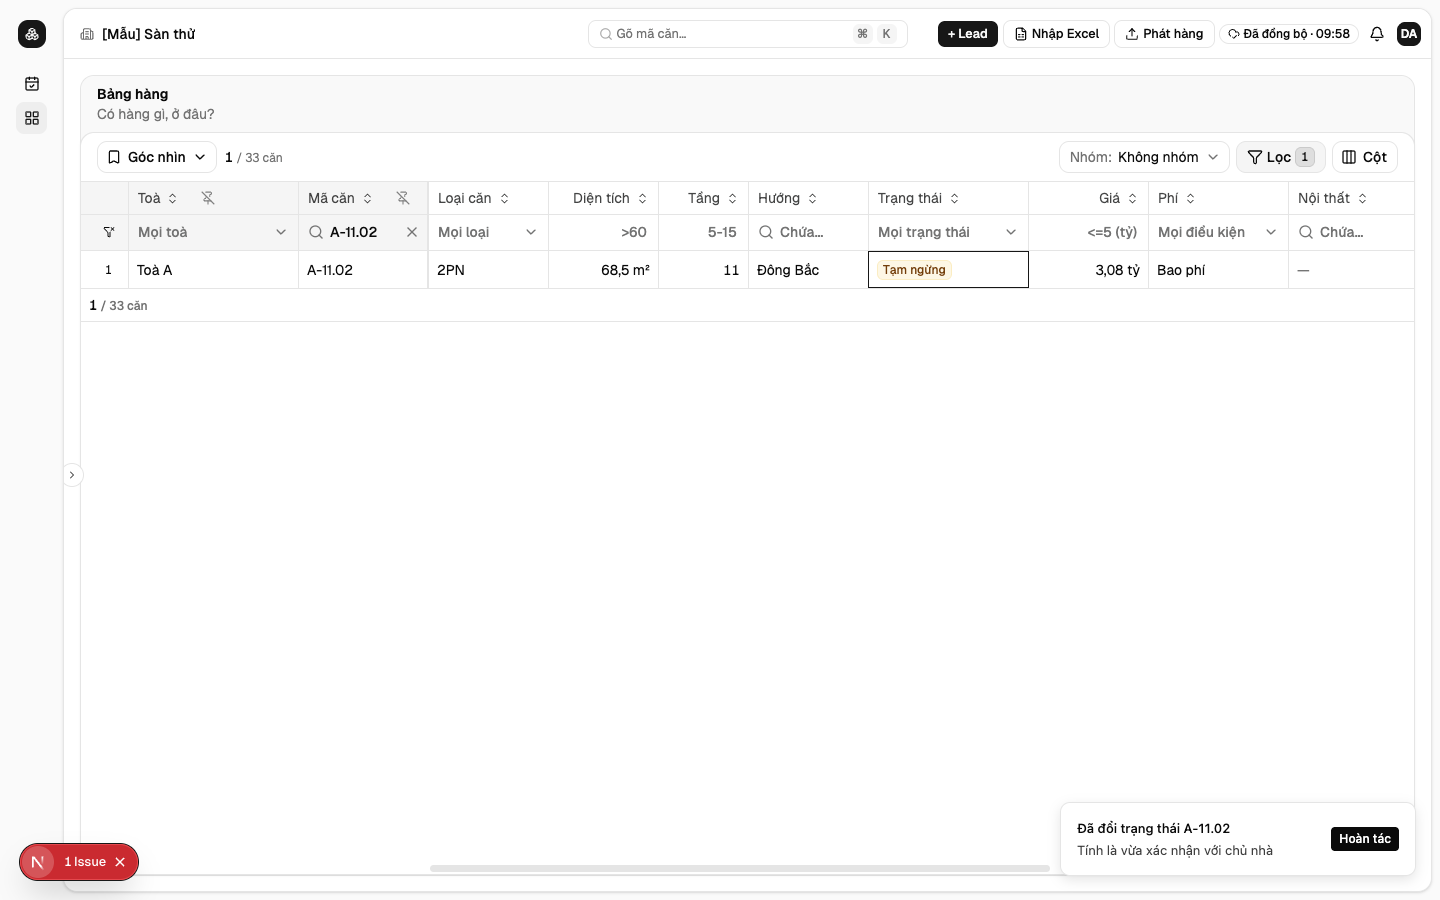 [Mẫu] Sàn thử
Gõ mã căn...
⌘ K
+ Lead
Nhập Excel
Phát hàng
Đã đồng bộ · 09:58
DA
Bảng hàng
Có hàng gì, ở đâu?
Góc nhìn
1 / 33 căn
Nhóm: Không nhóm
Lọc 1
Cột
Toà
Mã căn
Loại căn
Diện tích
Tầng
Hướng
Trạng thái
Giá
Phí
Nội thất
Mọi toà
A-11.02
Mọi loại
>60
5-15
Chứa...
Mọi trạng thái
<=5 (tỷ)
Mọi điều kiện
Chứa...
1
Toà A
A-11.02
2PN
68,5 m²
11
Đông Bắc
Tạm ngừng
3,08 tỷ
Bao phí
—
1 / 33 căn
Đã đổi trạng thái A-11.02
Tính là vừa xác nhận với chủ nhà
Hoàn tác
N
1 Issue